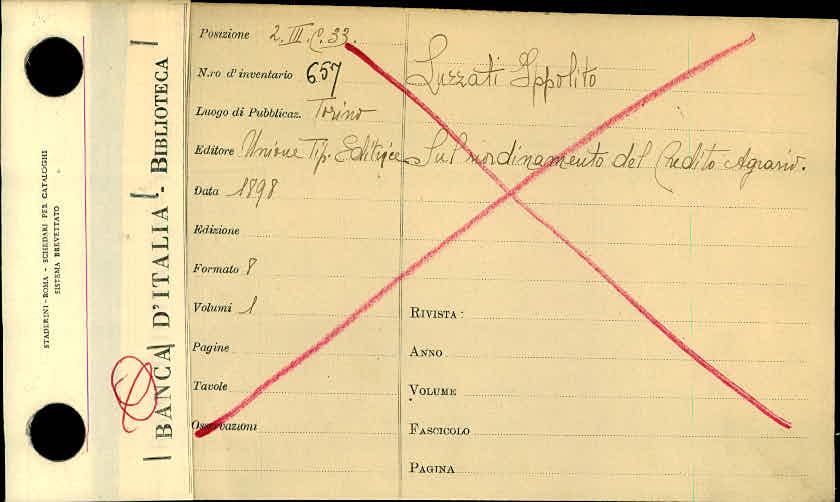 STADERINI-ROMA - SCHEDARI PER CATALOGHI
SISTEMA BREVETTATO
BANCA D'ITALIA - BIBLIOTECA
Posizione 2. III. C. 33.
N.ro d'inventario 657
Luogo di Pubblicaz. Torino
Editore Unione Tip. Editrice
Data 1898
Edizione
Formato 8
Volumi 1
Pagine
Tavole
Osservazioni
Luzzati Ippolito
Sul riordinamento del Credito Agrario.
RIVISTA:
ANNO
VOLUME
FASCICOLO
PAGINA